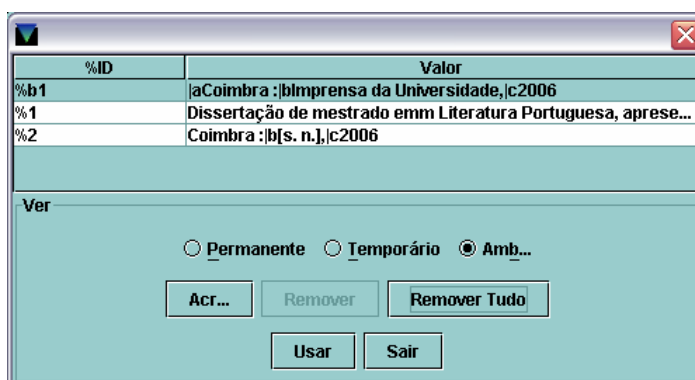 %ID Valor
%b1 |aCoimbra :|bImprensa da Universidade,|c2006
%1 Dissertação de mestrado emm Literatura Portuguesa, aprese...
%2 Coimbra :|b[s. n.],|c2006
Ver
Permanente Temporário Amb...
Acr... Remover Remover Tudo
Usar Sair